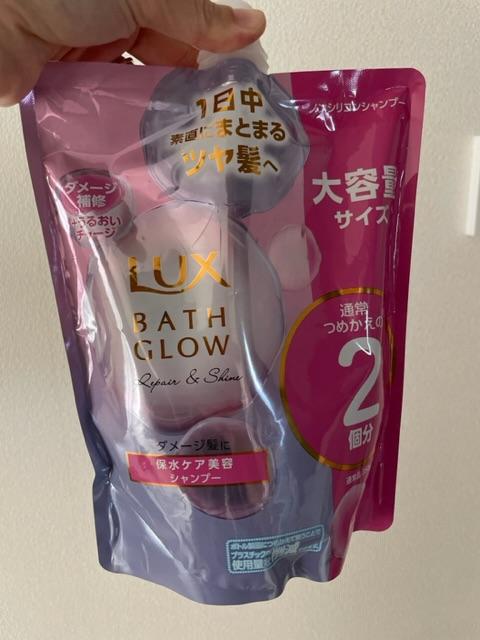 1日中
素直にまとまる
ツヤ髪へ
ノンシリコンシャンプー
ダメージ
補修
+うるおい
チャージ
大容量
サイズ
LUX
BATH
GLOW
Repair & Shine
通常
つめかえの
2
個分
ダメージ髪に
保水ケア美容
シャンプー
プラスチックの
使用量